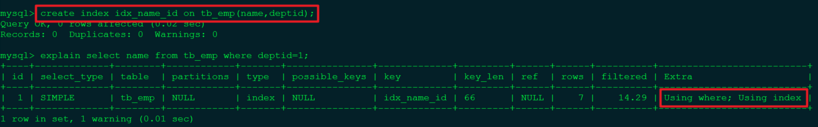 mysql> create index idx_name_id on tb_emp(name,deptid);
Query OK, 0 rows affected (0.02 sec)
Records: 0  Duplicates: 0  Warnings: 0
mysql> explain select name from tb_emp where deptid=1;
+----+-------------+--------+------------+-------+---------------+-------------+---------+------+------+----------+--------------------------+
| id | select_type | table  | partitions | type  | possible_keys | key         | key_len | ref  | rows | filtered | Extra                    |
+----+-------------+--------+------------+-------+---------------+-------------+---------+------+------+----------+--------------------------+
|  1 | SIMPLE      | tb_emp | NULL       | index | NULL          | idx_name_id | 66      | NULL |    7 |    14.29 | Using where; Using index |
+----+-------------+--------+------------+-------+---------------+-------------+---------+------+------+----------+--------------------------+
1 row in set, 1 warning (0.01 sec)